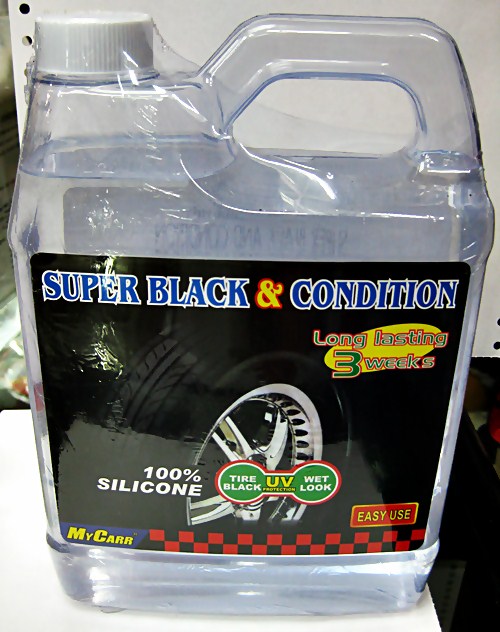 SUPER BLACK & CONDITION
Long lasting
3 weeks
100%
SILICONE
TIRE
BLACK
UV
PROTECTION
WET
LOOK
EASY USE
MYCARR